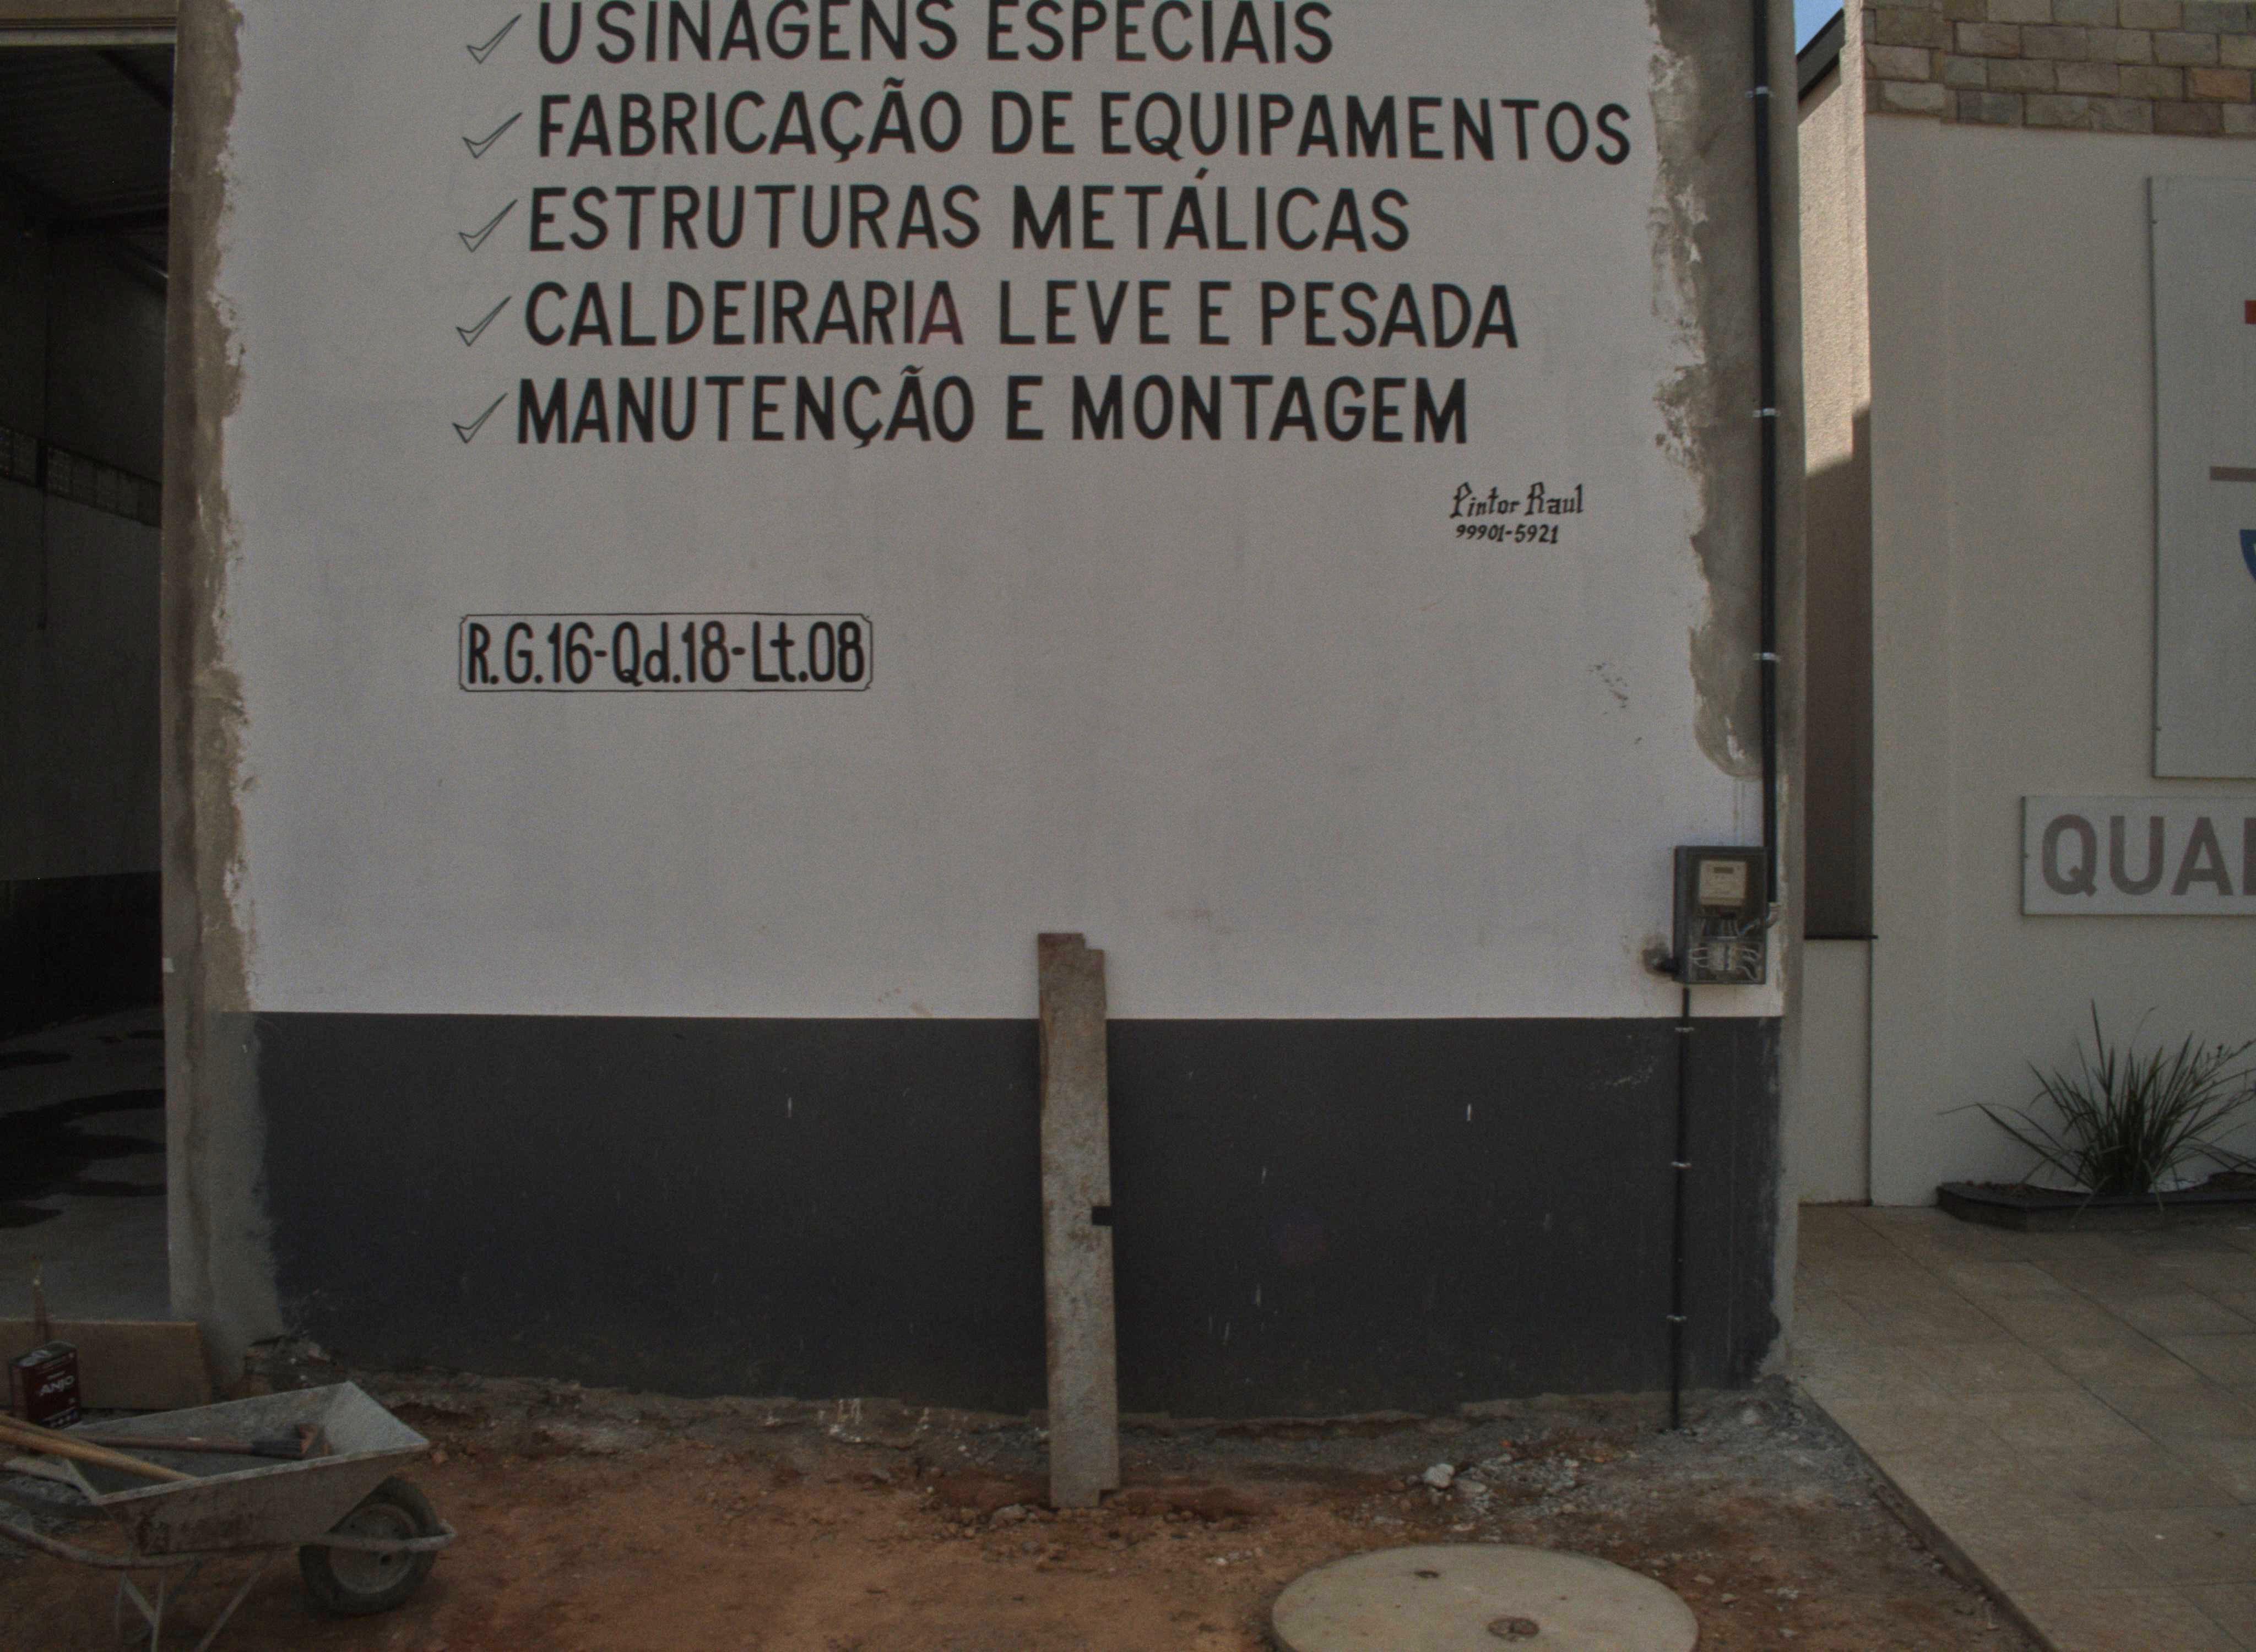 USINAGENS ESPECIAIS
FABRICAÇÃO DE EQUIPAMENTOS
ESTRUTURAS METÁLICAS
CALDEIRARIA LEVE E PESADA
MANUTENÇÃO E MONTAGEM
Pintor Raul
99901-5921
R.G.16-Qd.18-Lt.08
QUAL
ANJO